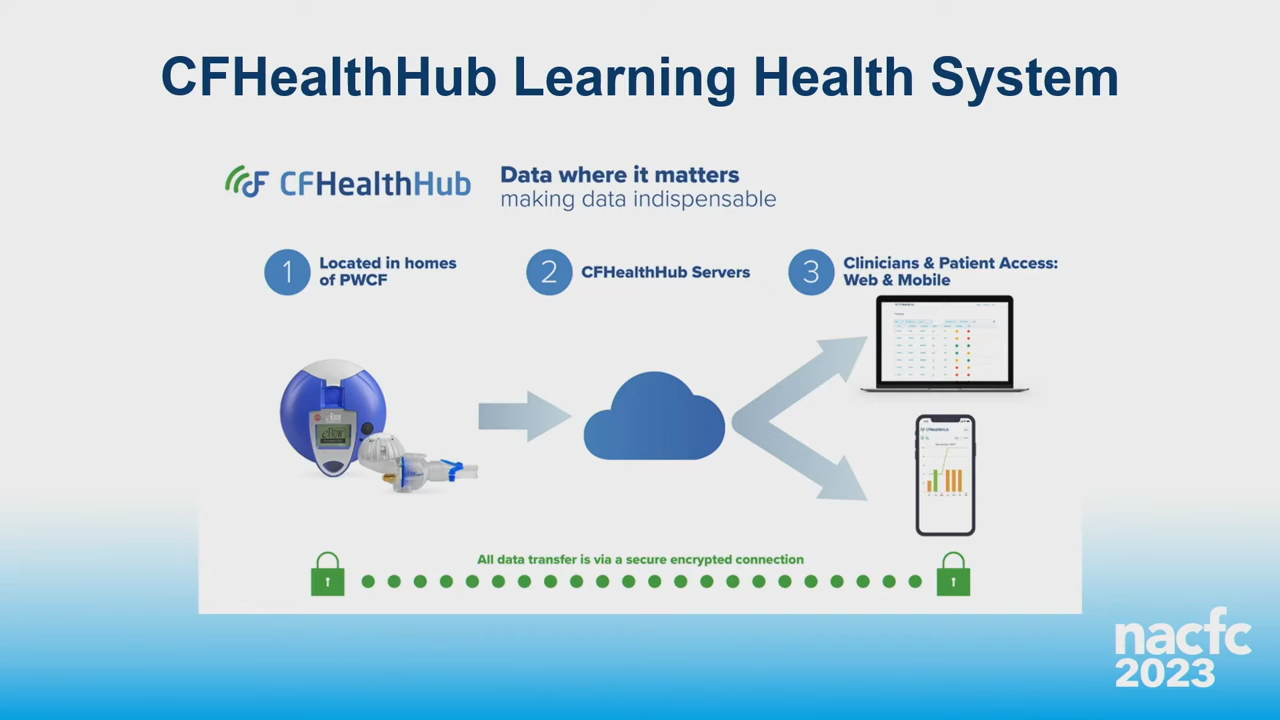 CFHealthHub Learning Health System
CFHealthHub
Data where it matters
making data indispensable
1
Located in homes
of PWCF
2
CFHealthHub Servers
3
Clinicians & Patient Access:
Web & Mobile
CFHealthHub
All data transfer is via a secure encrypted connection
nacfc
2023